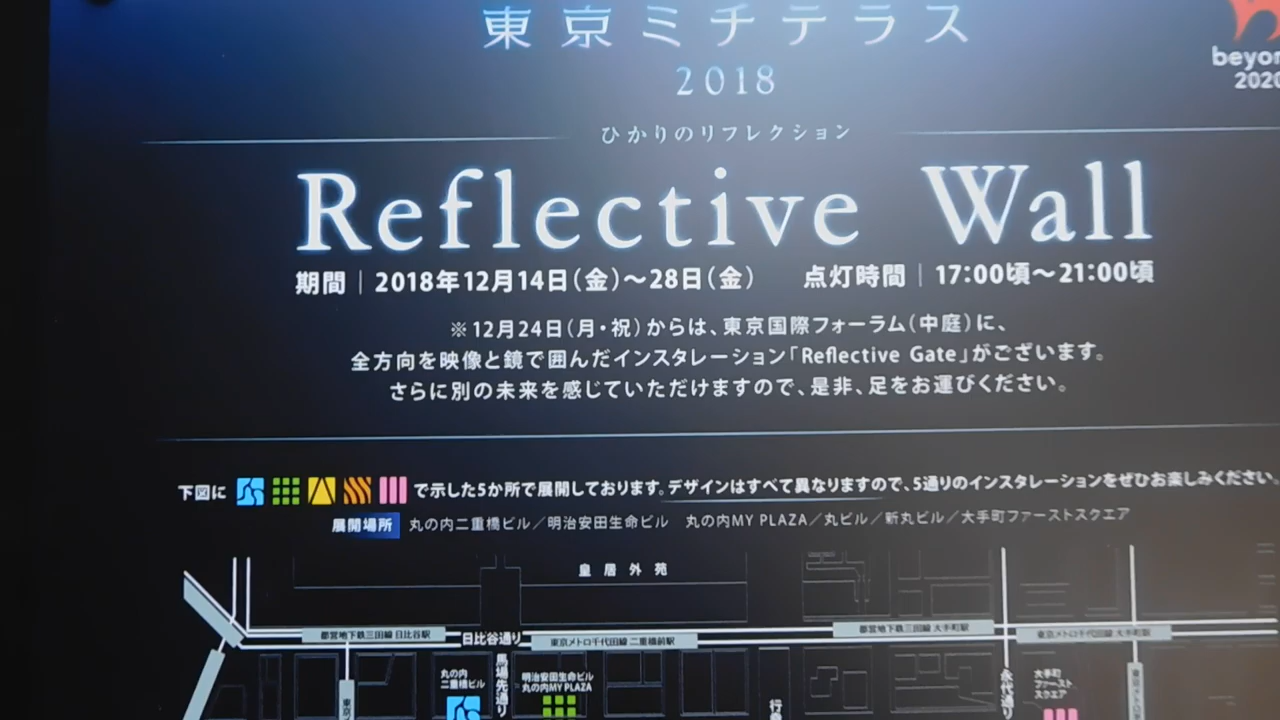 東京ミチテラス
2018
beyon
2020
ひかりのリフレクション
Reflective Wall
期間｜2018年12月14日（金）〜28日（金） 点灯時間｜17:00頃〜21:00頃
※12月24日（月・祝）からは、東京国際フォーラム（中庭）に、
全方向を映像と鏡で囲んだインスタレーション「Reflective Gate」がございます。
さらに別の未来を感じていただけますので、是非、足をお運びください。
下図に で示した5か所で展開しております。デザインはすべて異なりますので、5通りのインスタレーションをぜひお楽しみください。
展開場所 丸の内二重橋ビル／明治安田生命ビル 丸の内MY PLAZA／丸ビル／新丸ビル／大手町ファーストスクエア
皇居外苑
都営地下鉄三田線 日比谷駅
日比谷通り
東京メトロ千代田線 二重橋前駅
都営地下鉄三田線 大手町駅
東京メトロ千代田線 大手町駅
丸の内
二重橋ビル
馬場先通り
明治安田生命ビル
丸の内MY PLAZA
永代通り
大手町
ファースト
スクエア